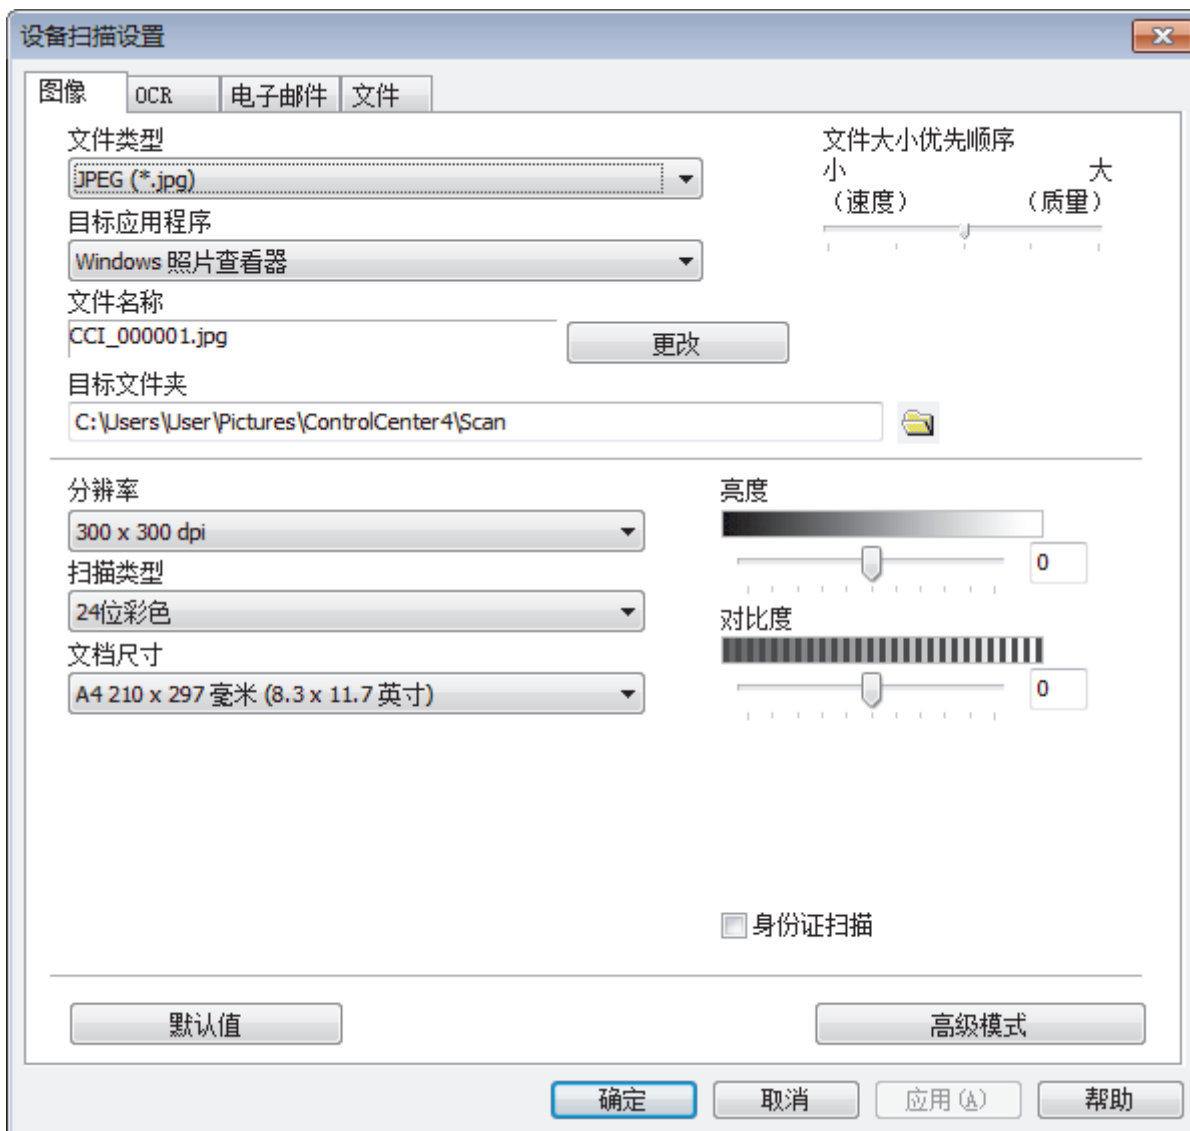 设备扫描设置
图像 OCR 电子邮件 文件
文件类型
JPEG (*.jpg)
文件大小优先顺序
小 大
（速度） （质量）
目标应用程序
Windows 照片查看器
文件名称
CCI_000001.jpg
更改
目标文件夹
C:\Users\User\Pictures\ControlCenter4\Scan
分辨率
300 x 300 dpi
扫描类型
24位彩色
文档尺寸
A4 210 x 297 毫米 (8.3 x 11.7 英寸)
亮度
0
对比度
0
身份证扫描
默认值 高级模式
确定 取消 应用(A) 帮助